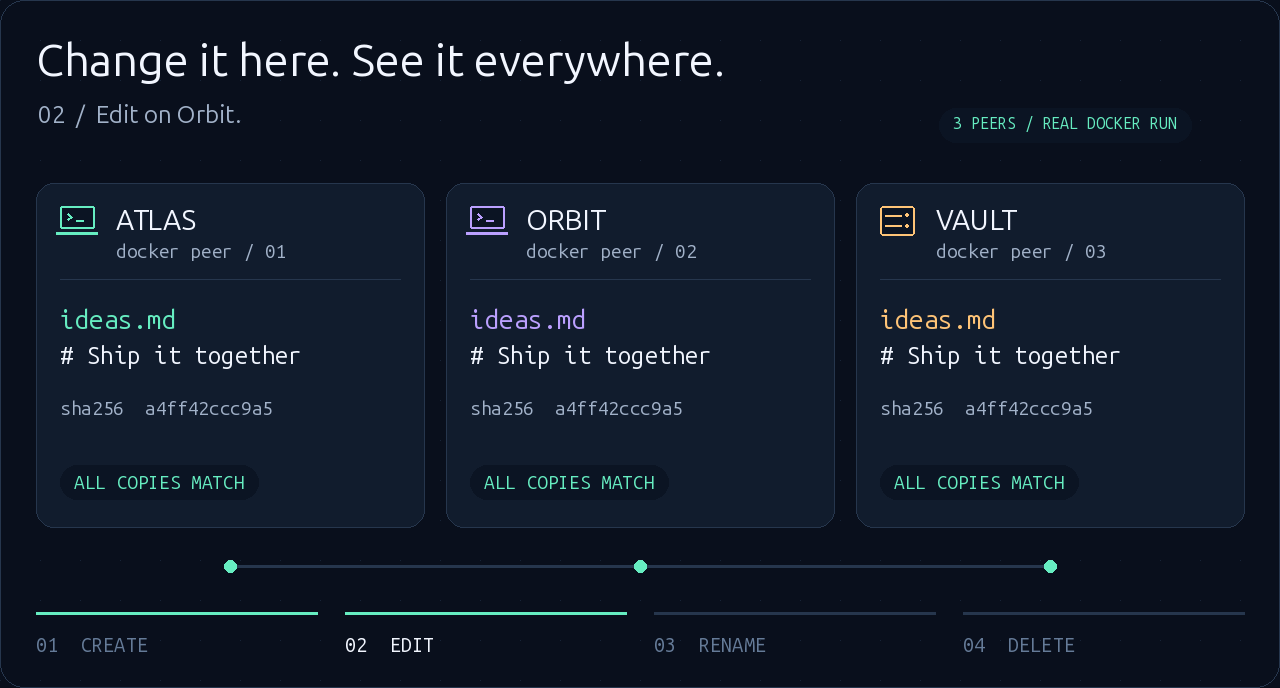 Change it here. See it everywhere.
02 / Edit on Orbit.
3 PEERS / REAL DOCKER RUN
ATLAS
docker peer / 01
ideas.md
# Ship it together
sha256 a4ff42ccc9a5
ALL COPIES MATCH
ORBIT
docker peer / 02
ideas.md
# Ship it together
sha256 a4ff42ccc9a5
ALL COPIES MATCH
VAULT
docker peer / 03
ideas.md
# Ship it together
sha256 a4ff42ccc9a5
ALL COPIES MATCH
01 CREATE
02 EDIT
03 RENAME
04 DELETE